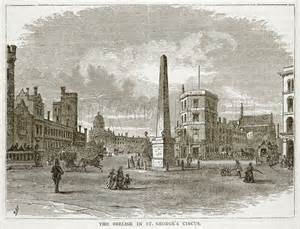 THE OBELISK IN ST. GEORGE'S CIRCUS.